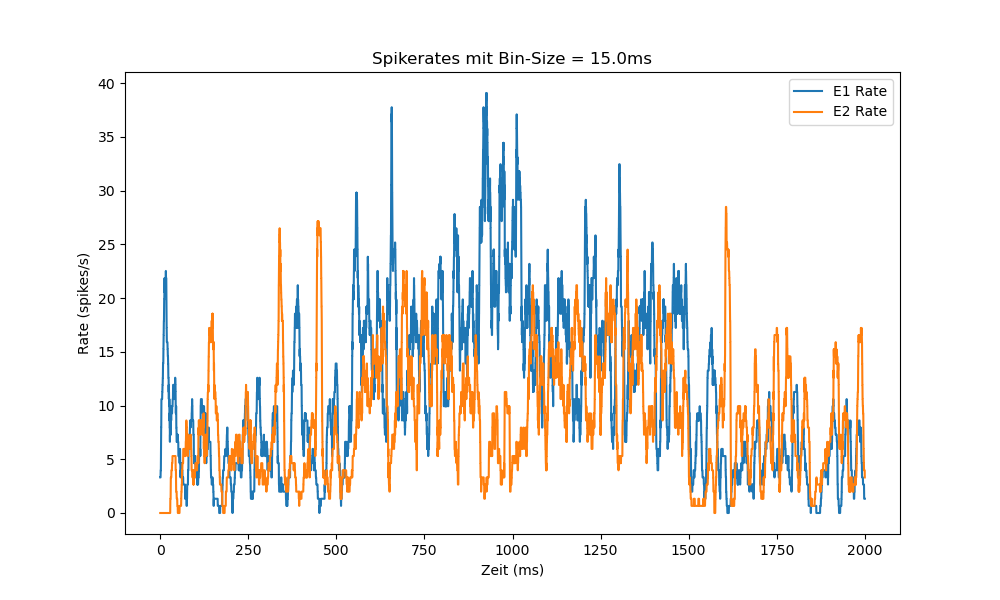 Spikerates mit Bin-Size = 15.0ms
E1 Rate
E2 Rate
Rate (spikes/s)
40
35
30
25
20
15
10
5
0
0 250 500 750 1000 1250 1500 1750 2000
Zeit (ms)